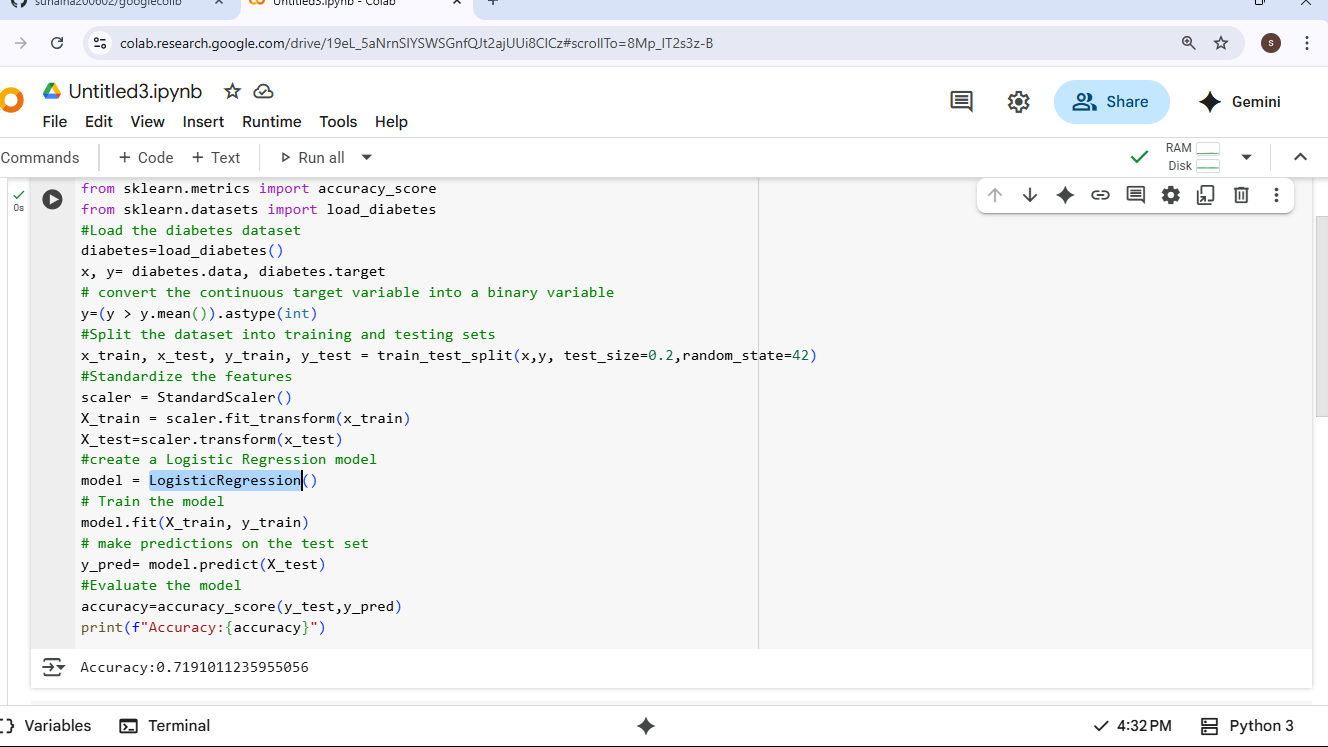 sunaina200602/googlecolib
Untitled3.ipynb - Colab
colab.research.google.com/drive/19eL_5aNrnSIYSWSGnfQJt2ajUUi8ClCz#scrollTo=8Mp_lT2s3z-B
S
Untitled3.ipynb
Share
Gemini
File Edit View Insert Runtime Tools Help
Commands + Code + Text Run all
RAM
Disk
0s
from sklearn.metrics import accuracy_score
from sklearn.datasets import load_diabetes
#Load the diabetes dataset
diabetes=load_diabetes()
x, y= diabetes.data, diabetes.target
# convert the continuous target variable into a binary variable
y=(y > y.mean()).astype(int)
#Split the dataset into training and testing sets
x_train, x_test, y_train, y_test = train_test_split(x,y, test_size=0.2,random_state=42)
#Standardize the features
scaler = StandardScaler()
X_train = scaler.fit_transform(x_train)
X_test=scaler.transform(x_test)
#create a Logistic Regression model
model = LogisticRegression()
# Train the model
model.fit(X_train, y_train)
# make predictions on the test set
y_pred= model.predict(X_test)
#Evaluate the model
accuracy=accuracy_score(y_test,y_pred)
print(f"Accuracy:{accuracy}")
Accuracy:0.7191011235955056
Variables Terminal
4:32 PM Python 3